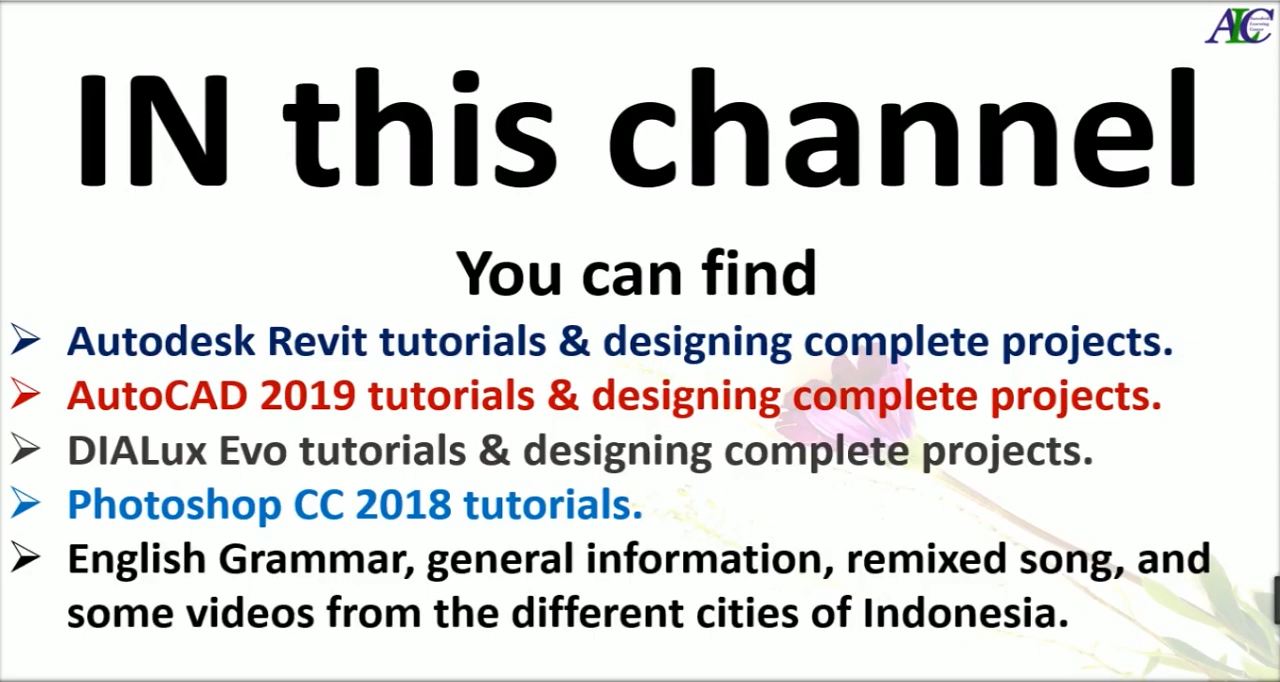 ALC
IN this channel
You can find
➢ Autodesk Revit tutorials & designing complete projects.
➢ AutoCAD 2019 tutorials & designing complete projects.
➢ DIALux Evo tutorials & designing complete projects.
➢ Photoshop CC 2018 tutorials.
➢ English Grammar, general information, remixed song, and
some videos from the different cities of Indonesia.